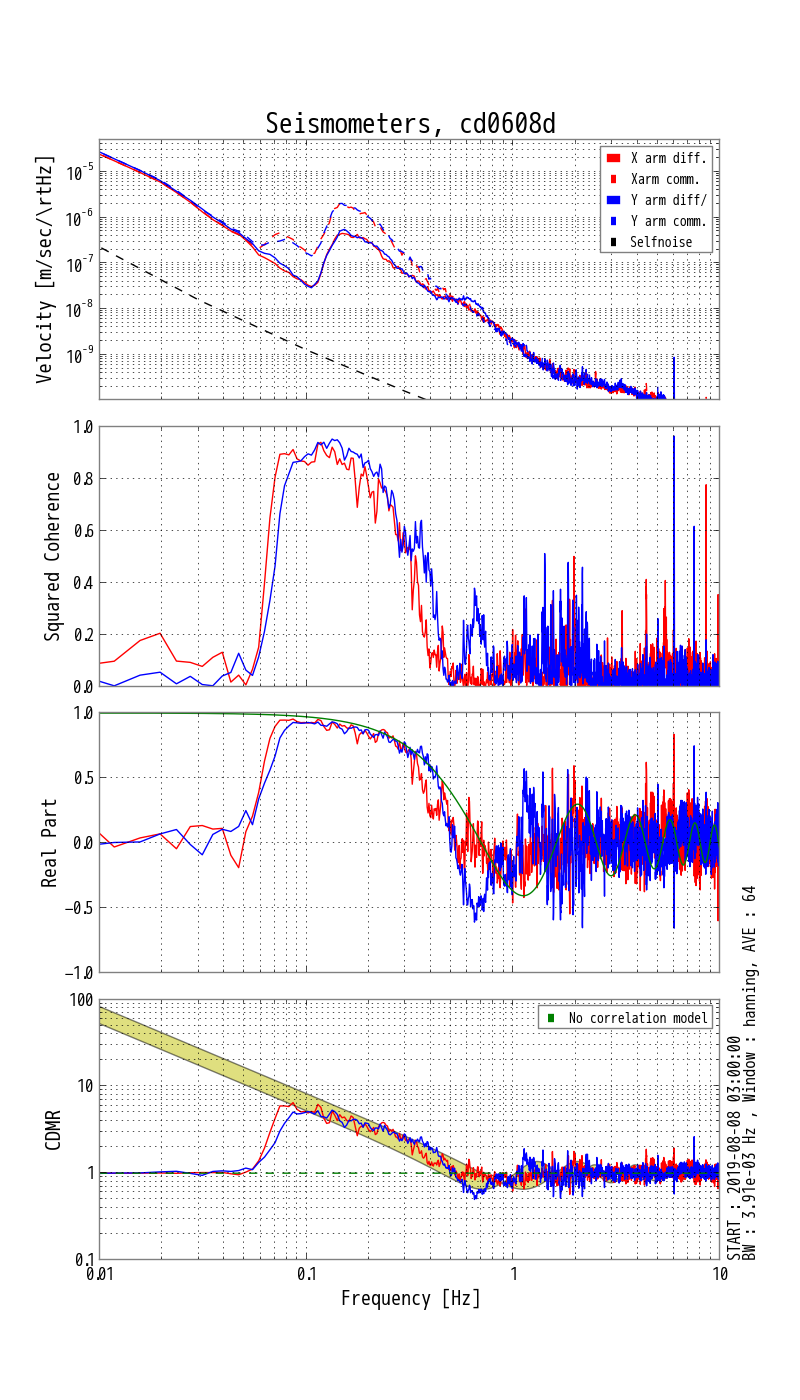 Seismometers, cd0608d
Velocity [m/sec/\rtHz]
10^-5
10^-6
10^-7
10^-8
10^-9
X arm diff.
Xarm comm.
Y arm diff/
Y arm comm.
Selfnoise
Squared Coherence
1.0
0.8
0.6
0.4
0.2
0.0
Real Part
1.0
0.5
0.0
−0.5
−1.0
CDMR
100
10
1
0.1
No correlation model
0.01
0.1
1
10
Frequency [Hz]
START : 2019-08-08 03:00:00
BW : 3.91e-03 Hz , Window : hanning, AVE : 64